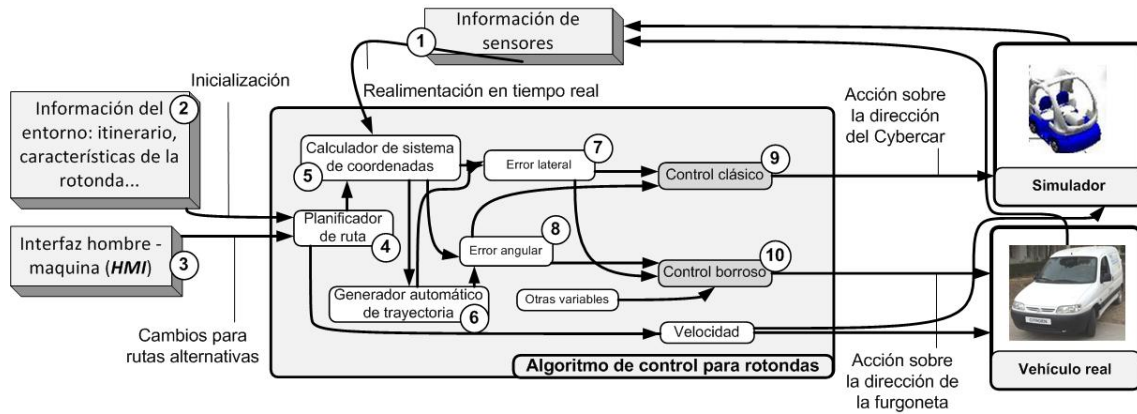 Información de
sensores
1
Inicialización
Realimentación en tiempo real
Información del
entorno: itinerario,
características de la
rotonda...
2
Interfaz hombre -
maquina (HMI)
3
Cambios para
rutas alternativas
Calculador de sistema
de coordenadas
5
Planificador
de ruta
4
Generador automático
de trayectoria
6
Error lateral
7
Error angular
8
Otras variables
Control clásico
9
Control borroso
10
Velocidad
Algoritmo de control para rotondas
Acción sobre
la dirección
del Cybercar
Acción sobre
la dirección de
la furgoneta
Simulador
Vehículo real